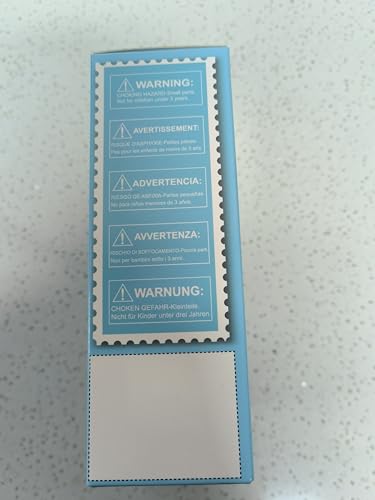 WARNING:
CHOKING HAZARD-Small parts.
Not for children under 3 years.
AVERTISSEMENT:
RISQUE D'ASPHYXIE-Petites pièces.
Pas pour les enfants de moins de 3 ans.
ADVERTENCIA:
RIESGO DE ASFIXIA-Partes pequeñas.
No para niños menores de 3 años.
AVVERTENZA:
RISCHIO DI SOFFOCAMENTO-Piccole parti.
Non per bambini sotto i 3 anni.
WARNUNG:
CHOKEN GEFAHR-Kleinteile.
Nicht für Kinder unter drei Jahren